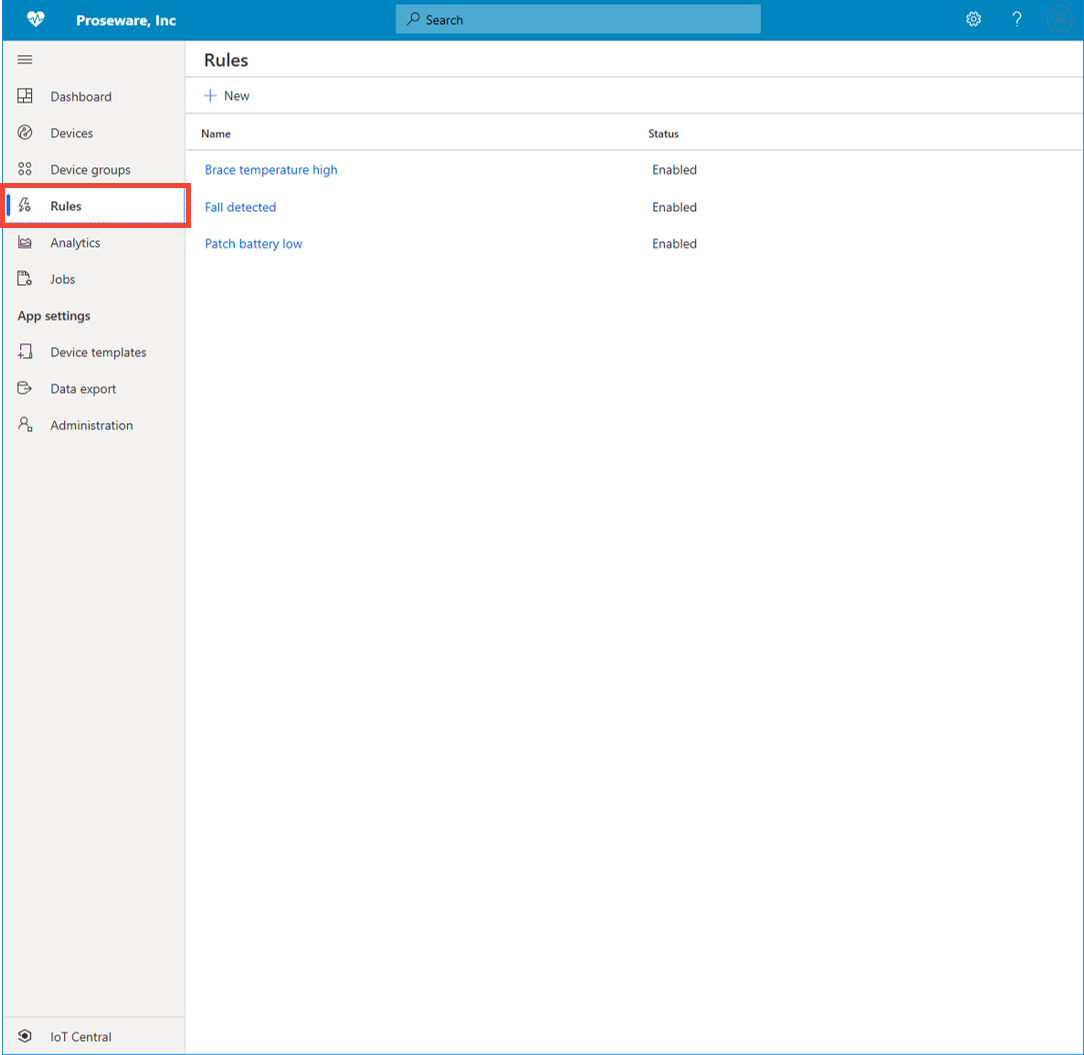 Proseware, Inc
Search
?
Rules
+ New
Name Status
Brace temperature high Enabled
Fall detected Enabled
Patch battery low Enabled
Dashboard
Devices
Device groups
Rules
Analytics
Jobs
App settings
Device templates
Data export
Administration
IoT Central